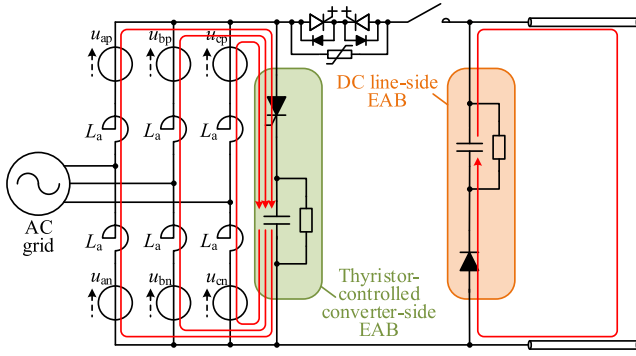 u_ap
u_bp
u_cp
++
DC line-side
EAB
L_a
L_a
L_a
AC
grid
L_a
L_a
L_a
u_an
u_bn
u_cn
Thyristor-
controlled
converter-side
EAB